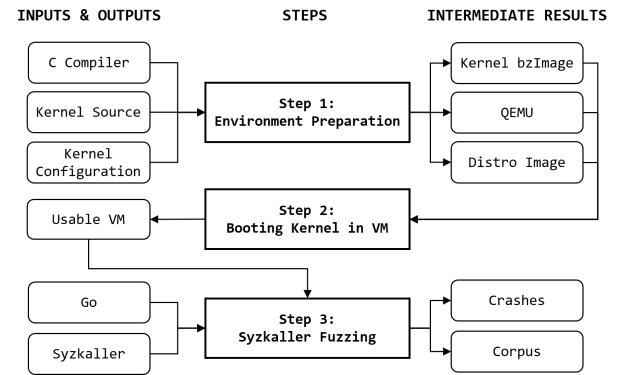 INPUTS & OUTPUTS
STEPS
INTERMEDIATE RESULTS
C Compiler
Kernel Source
Kernel
Configuration
Step 1:
Environment Preparation
Kernel bzImage
QEMU
Distro Image
Usable VM
Step 2:
Booting Kernel in VM
Go
Syzkaller
Step 3:
Syzkaller Fuzzing
Crashes
Corpus